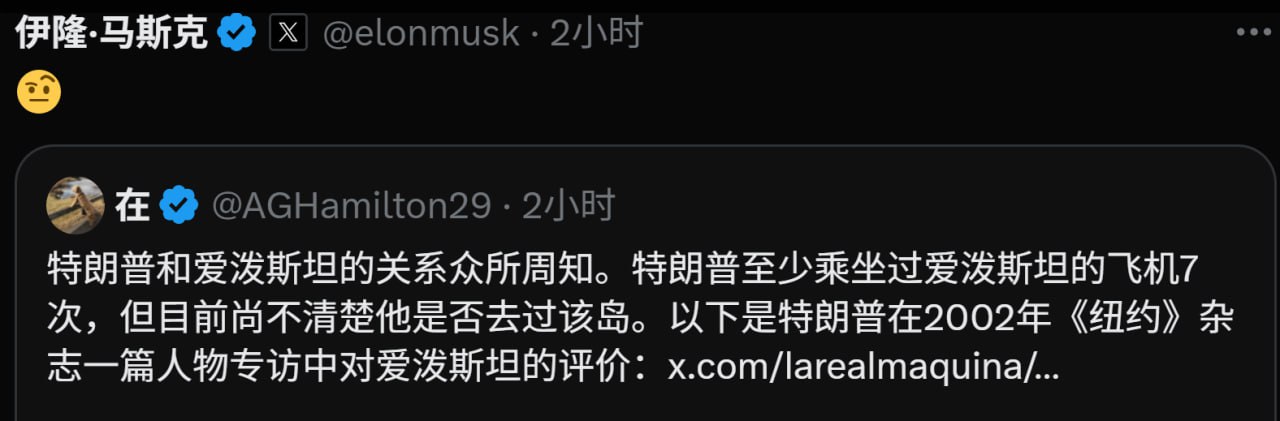 伊隆·马斯克 @elonmusk · 2小时
🤨
在 @AGHamilton29 · 2小时
特朗普和爱泼斯坦的关系众所周知。特朗普至少乘坐过爱泼斯坦的飞机7
次，但目前尚不清楚他是否去过该岛。以下是特朗普在2002年《纽约》杂
志一篇人物专访中对爱泼斯坦的评价：x.com/larealmaquina/...